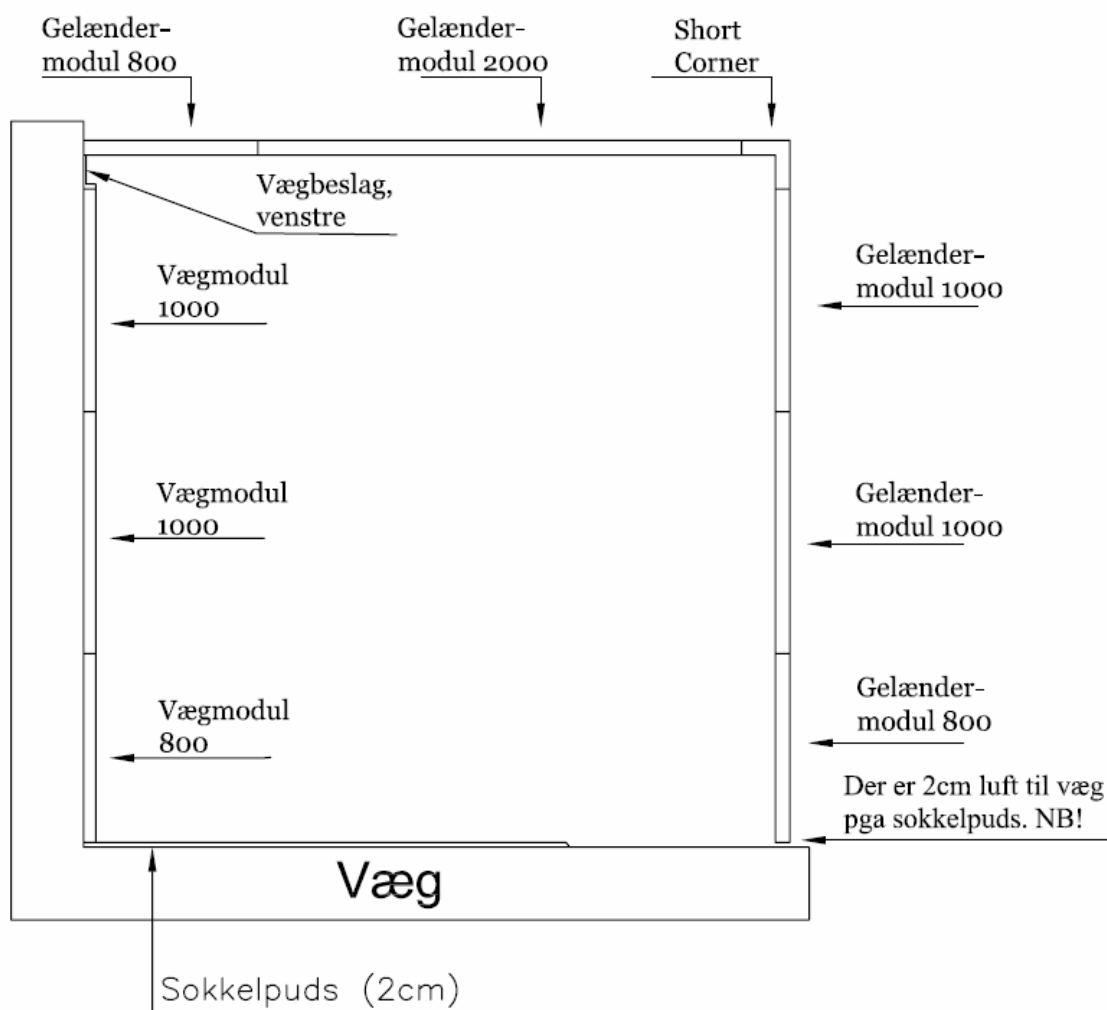 Gelænder-
modul 800
Gelænder-
modul 2000
Short
Corner
Vægbeslag,
venstre
Vægmodul
1000
Gelænder-
modul 1000
Vægmodul
1000
Gelænder-
modul 1000
Vægmodul
800
Gelænder-
modul 800
Der er 2cm luft til væg
pga sokkelpuds. NB!
Væg
Sokkelpuds (2cm)